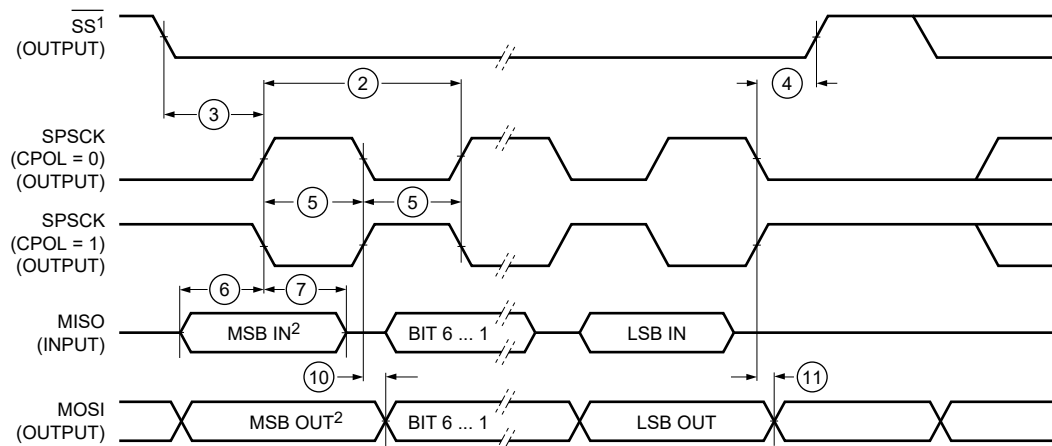 SS¹
(OUTPUT)
2
4
3
SPSCK
(CPOL = 0)
(OUTPUT)
5
5
SPSCK
(CPOL = 1)
(OUTPUT)
6
7
MISO
(INPUT)
MSB IN²
BIT 6 ... 1
LSB IN
10
11
MOSI
(OUTPUT)
MSB OUT²
BIT 6 ... 1
LSB OUT